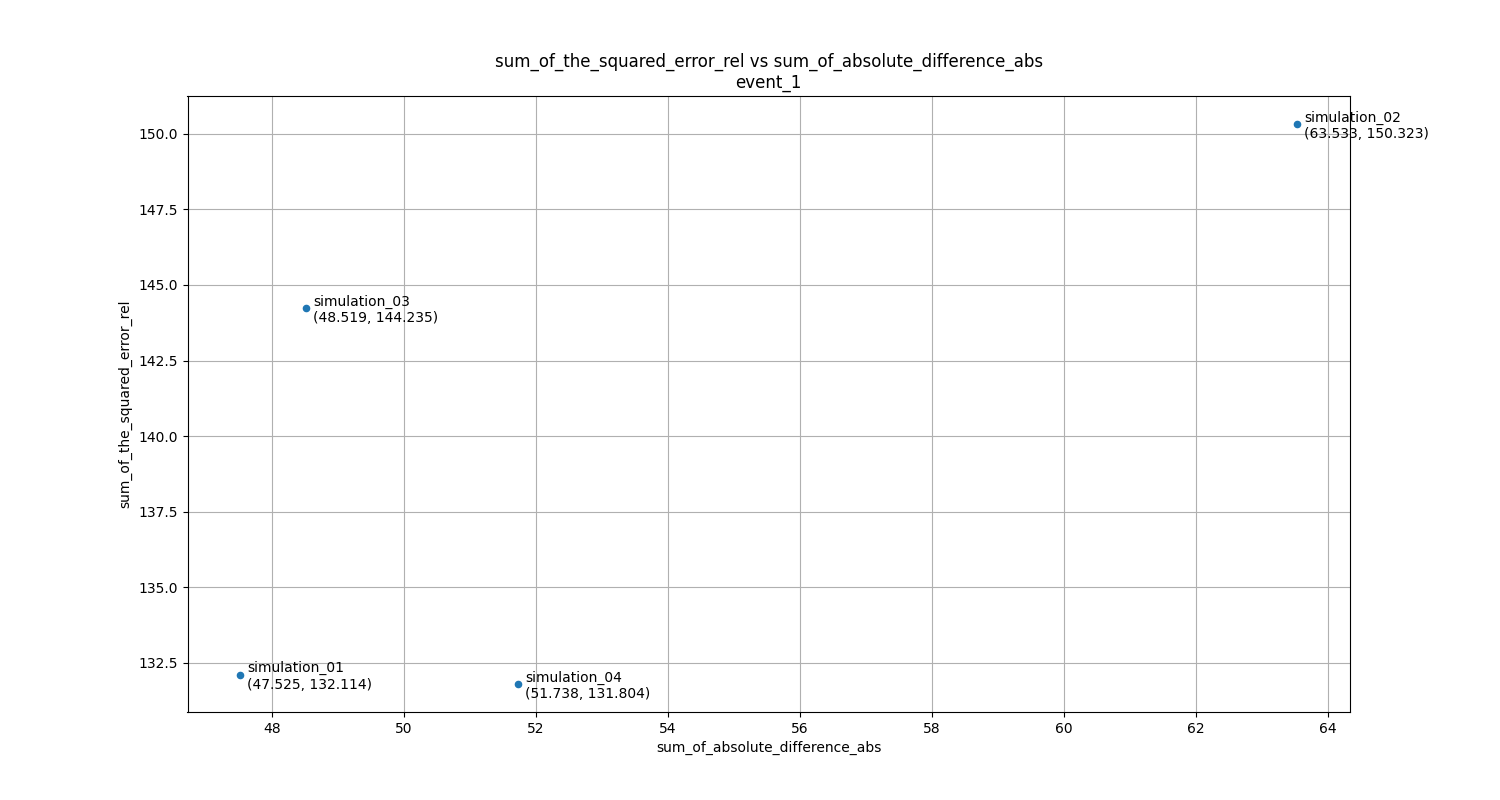 sum_of_the_squared_error_rel vs sum_of_absolute_difference_abs
event_1
sum_of_the_squared_error_rel
150.0
147.5
145.0
142.5
140.0
137.5
135.0
132.5
simulation_02
(63.533, 150.323)
simulation_03
(48.519, 144.235)
simulation_01
(47.525, 132.114)
simulation_04
(51.738, 131.804)
48
50
52
54
56
58
60
62
64
sum_of_absolute_difference_abs